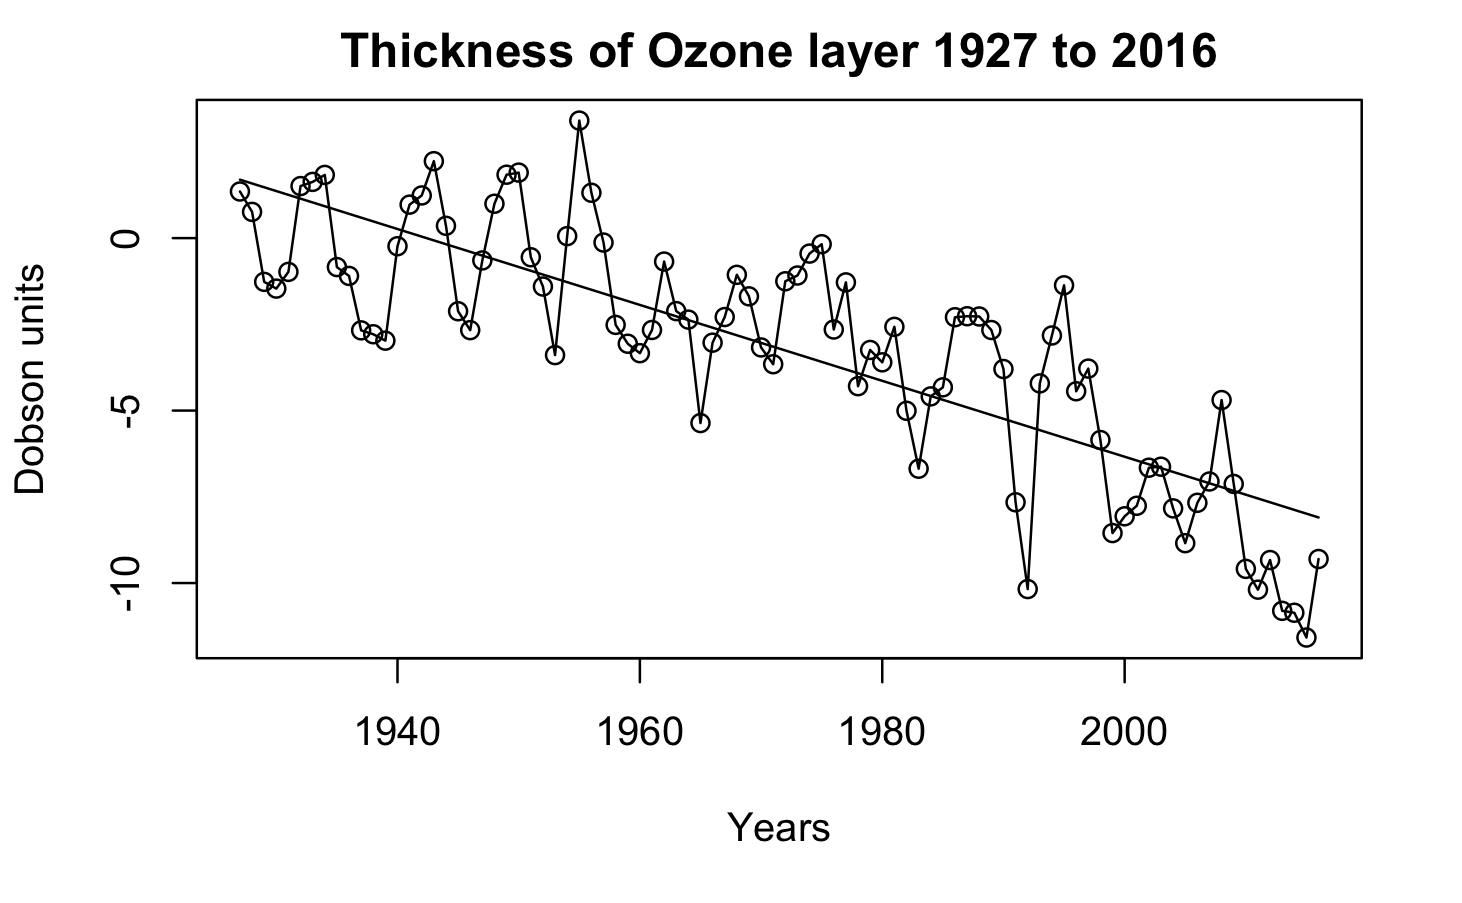 Thickness of Ozone layer 1927 to 2016
Dobson units
0
-5
-10
1940 1960 1980 2000
Years